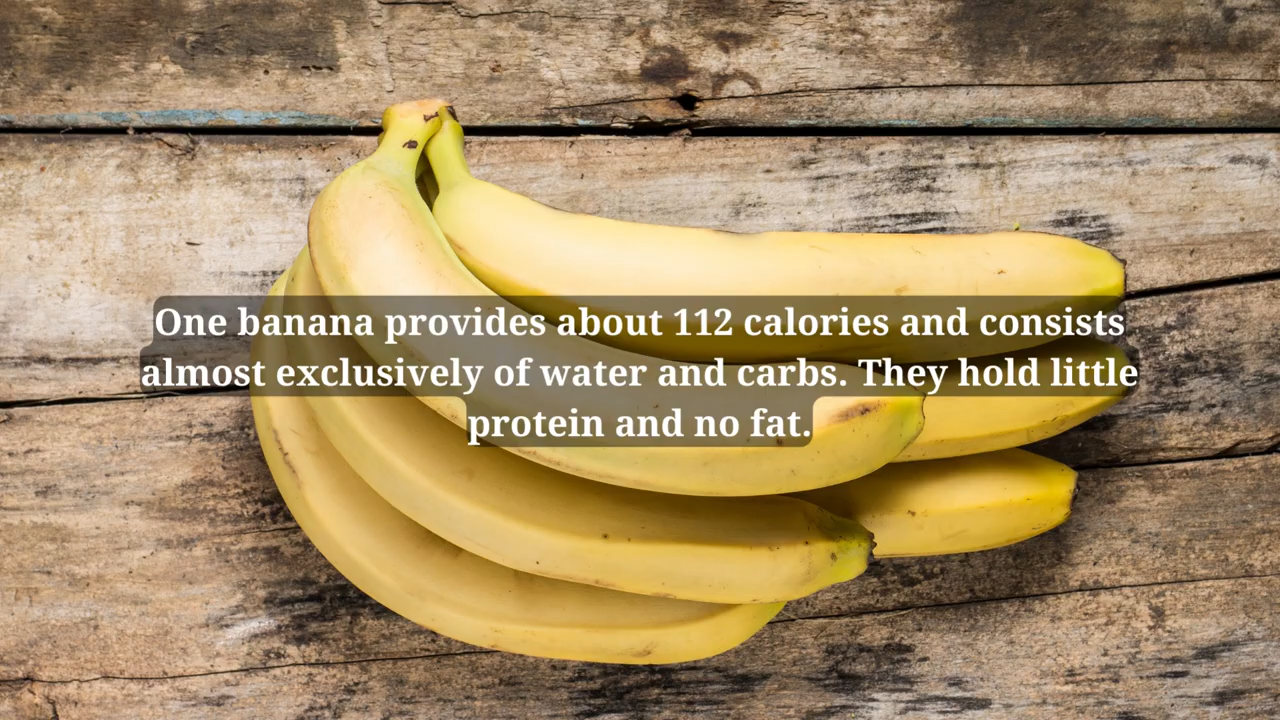 One banana provides about 112 calories and consists
almost exclusively of water and carbs. They hold little
protein and no fat.